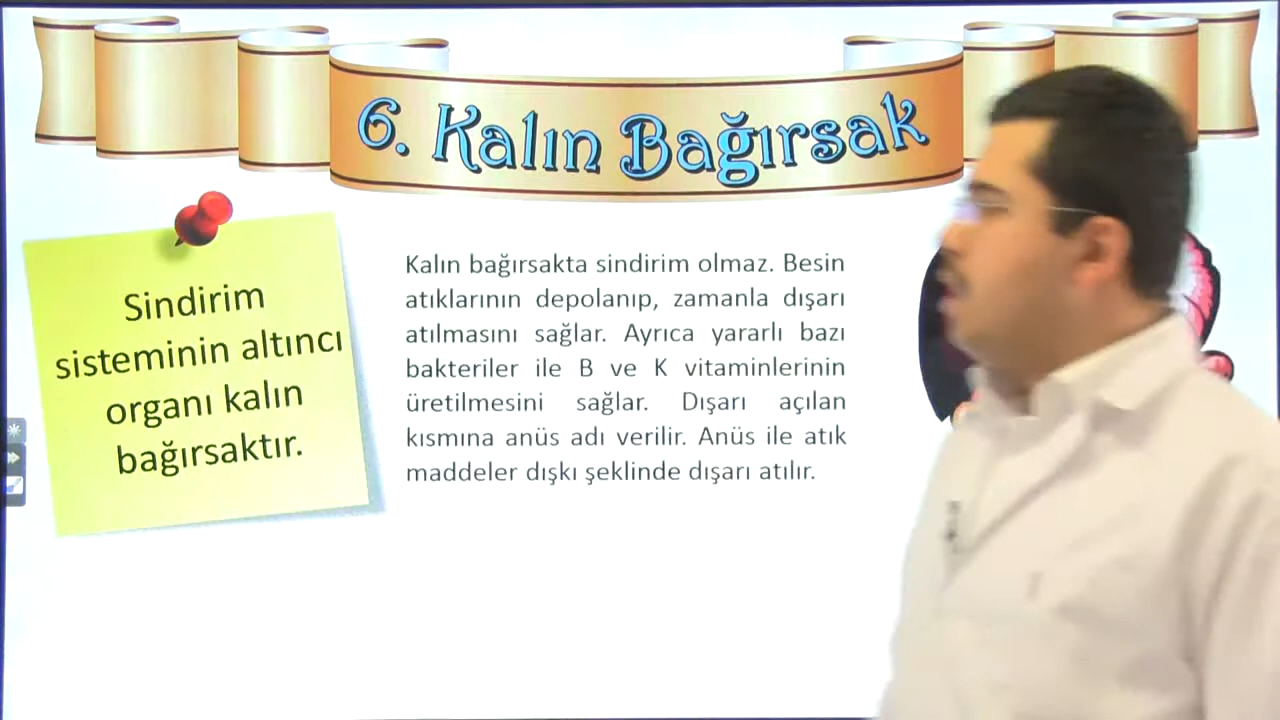 6. Kalın Bağırsak
Sindirim
sisteminin altıncı
organı kalın
bağırsaktır.
Kalın bağırsakta sindirim olmaz. Besin
atıklarının depolanıp, zamanla dışarı
atılmasını sağlar. Ayrıca yararlı bazı
bakteriler ile B ve K vitaminlerinin
üretilmesini sağlar. Dışarı açılan
kısmına anüs adı verilir. Anüs ile atık
maddeler dışkı şeklinde dışarı atılır.